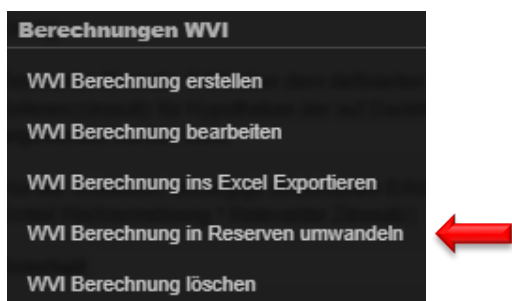 Berechnungen WVI
WVI Berechnung erstellen
WVI Berechnung bearbeiten
WVI Berechnung ins Excel Exportieren
WVI Berechnung in Reserven umwandeln
WVI Berechnung löschen